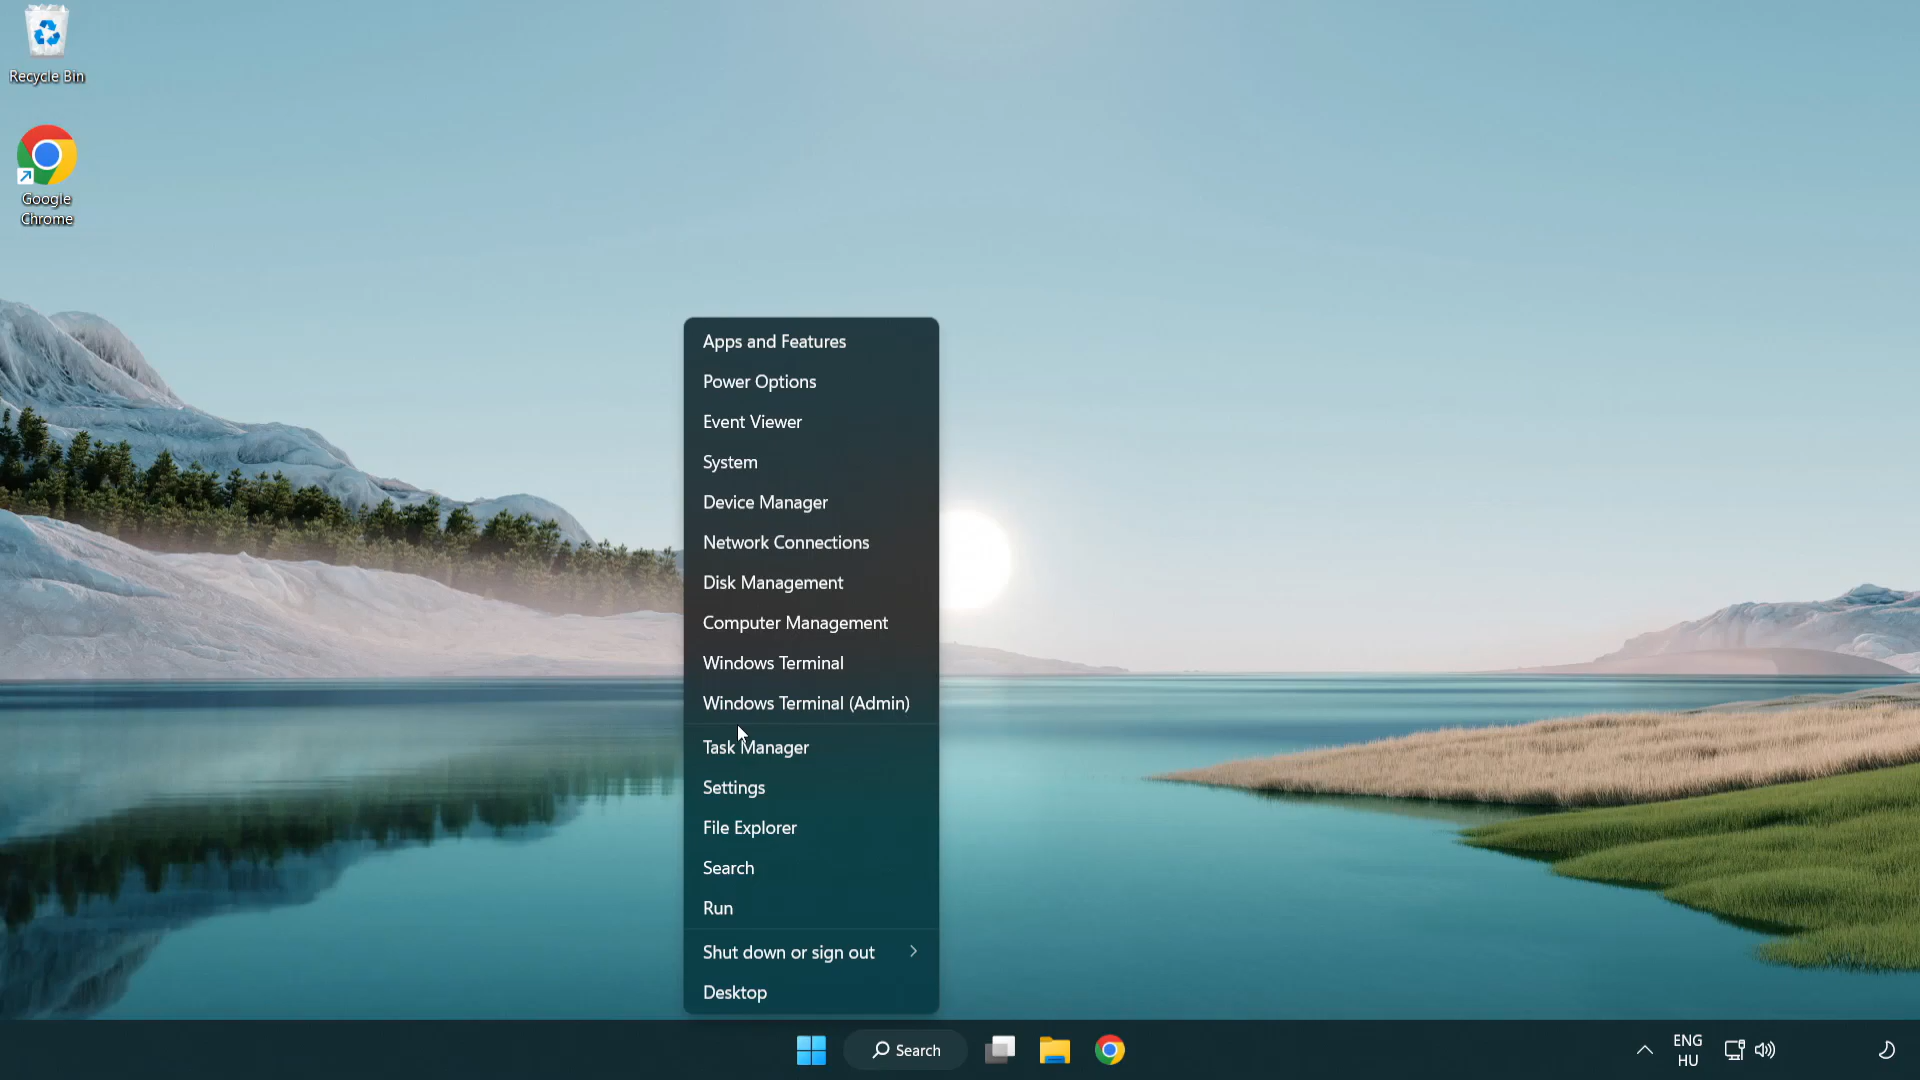 Recycle Bin
Google
Chrome
Apps and Features
Power Options
Event Viewer
System
Device Manager
Network Connections
Disk Management
Computer Management
Windows Terminal
Windows Terminal (Admin)
Task Manager
Settings
File Explorer
Search
Run
Shut down or sign out
Desktop
Search
ENG
HU